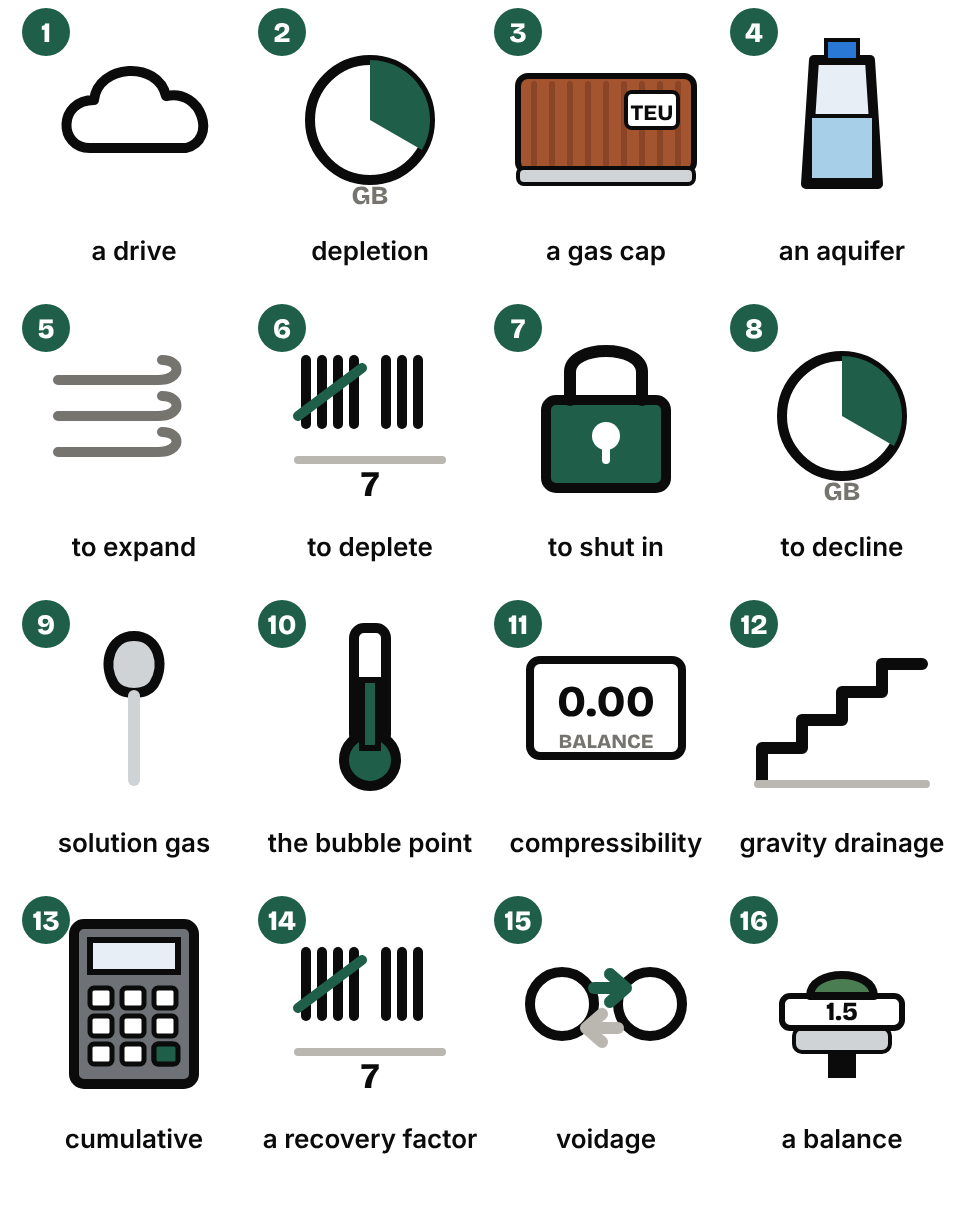 1
2
3
4
TEU
GB
a drive
depletion
a gas cap
an aquifer
5
6
7
8
7
GB
to expand
to deplete
to shut in
to decline
9
10
11
12
0.00
BALANCE
solution gas
the bubble point
compressibility
gravity drainage
13
14
15
16
1.5
7
cumulative
a recovery factor
voidage
a balance